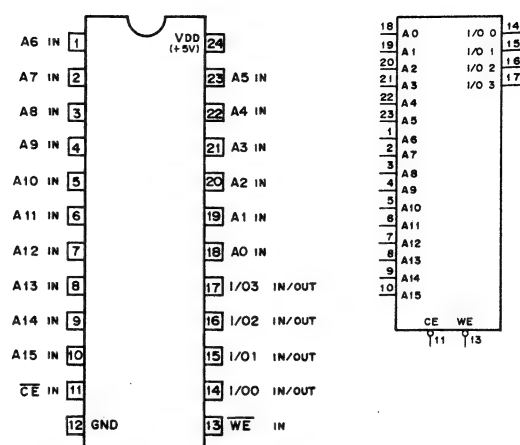 A6 IN 1
VDD
(+5V) 24
A7 IN 2 23 A5 IN
A8 IN 3 22 A4 IN
A9 IN 4 21 A3 IN
A10 IN 5 20 A2 IN
A11 IN 6 19 A1 IN
A12 IN 7 18 A0 IN
A13 IN 8 17 I/03 IN/OUT
A14 IN 9 16 I/02 IN/OUT
A15 IN 10 15 I/01 IN/OUT
CE IN 11 14 I/00 IN/OUT
12 GND 13 WE IN
18 A0 I/O 0 14
19 A1 I/O 1 15
20 A2 I/O 2 16
21 A3 I/O 3 17
22 A4
23 A5
1 A6
2 A7
3 A8
4 A9
5 A10
6 A11
7 A12
8 A13
9 A14
10 A15
CE WE
11 13